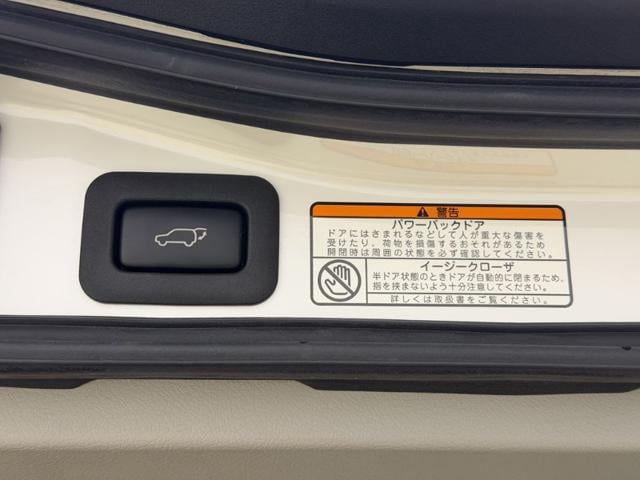 警告
パワーバックドア
ドアにはさまれるなどして人が重大な傷害を
受けたり、荷物を損傷するおそれがあるため
開閉時は周囲の状態を必ず確認してください。
イージークローザ
半ドア状態のときドアが自動的に閉まるため、
指を挟まないよう十分注意してください。
詳しくは取扱書をご覧ください。